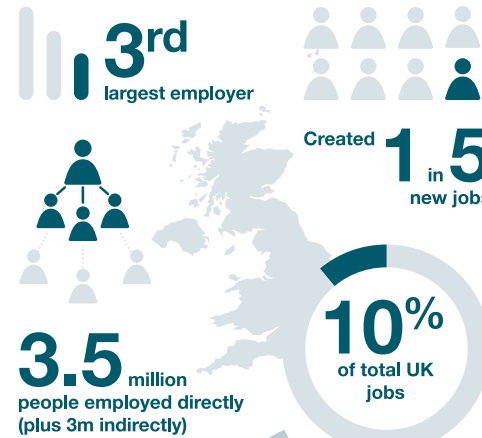 3rd
largest employer
Created 1 in 5
new jobs
10%
of total UK
jobs
3.5 million
people employed directly
(plus 3m indirectly)